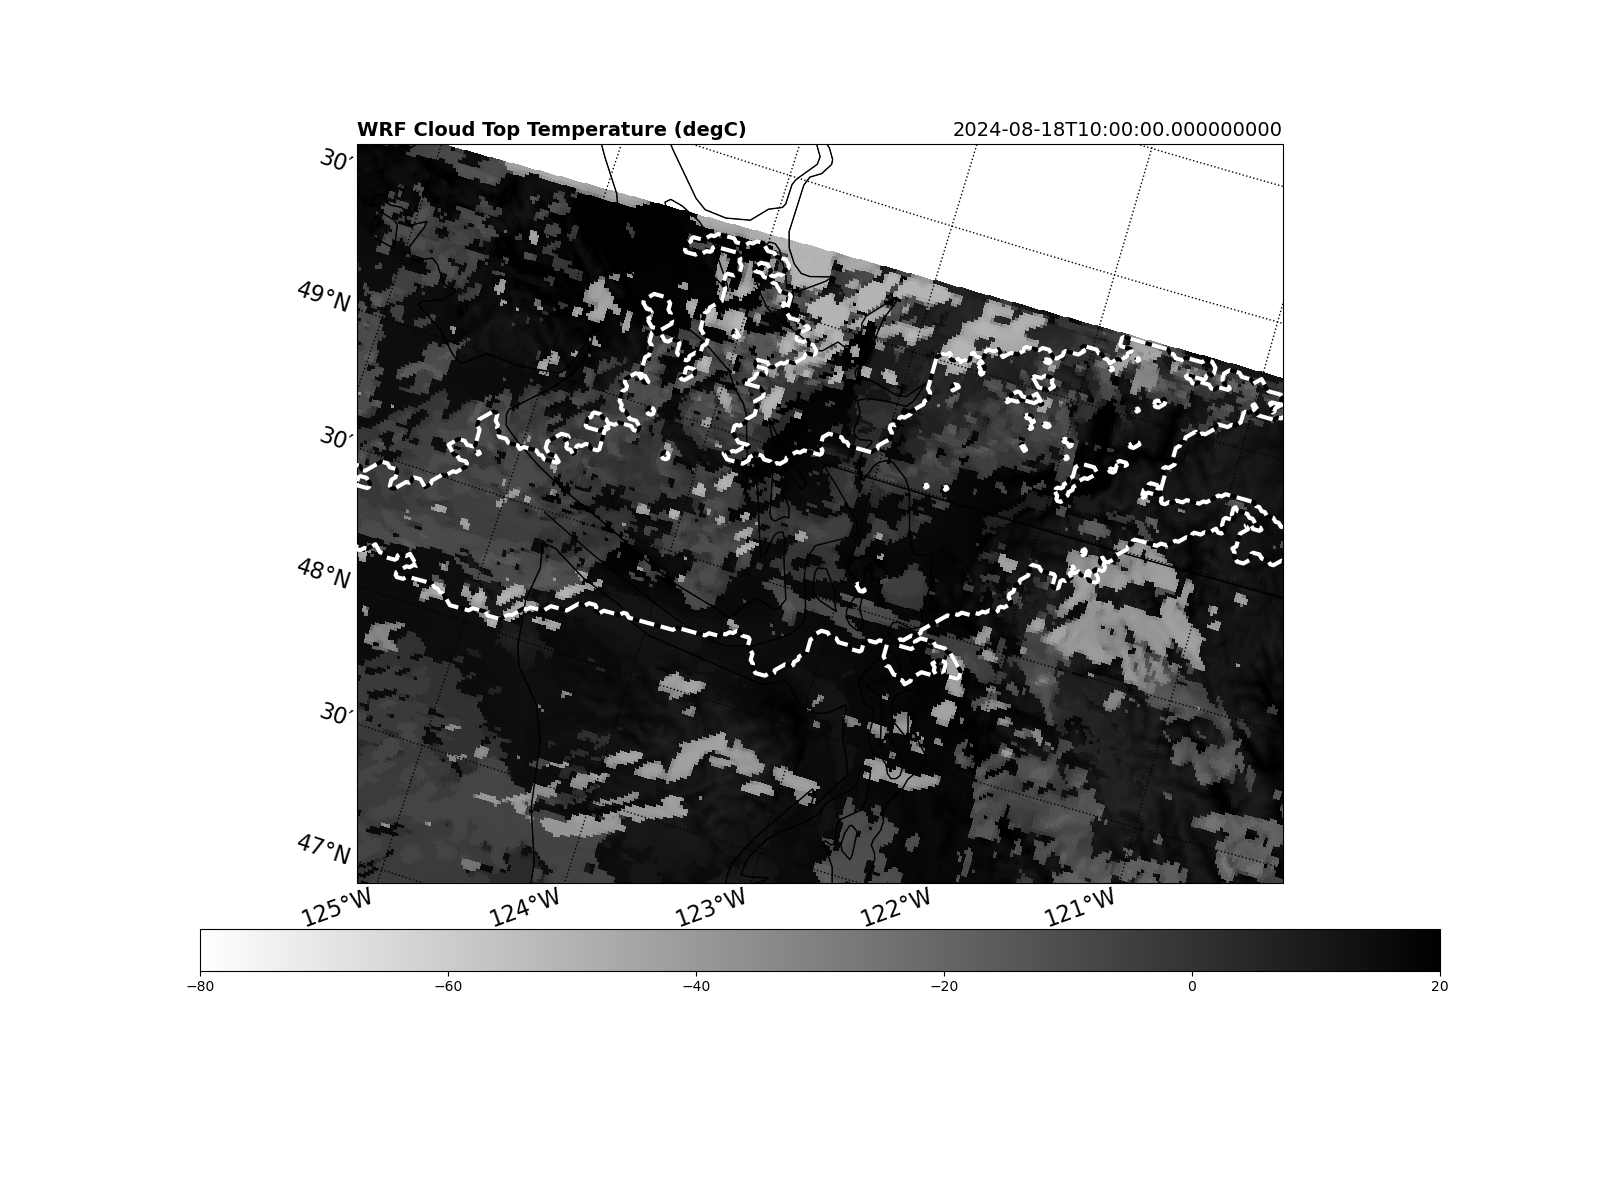 WRF Cloud Top Temperature (degC) 2024-08-18T10:00:00.000000000
30′
49°N
30′
48°N
30′
47°N
125°W 124°W 123°W 122°W 121°W
−80 −60 −40 −20 0 20